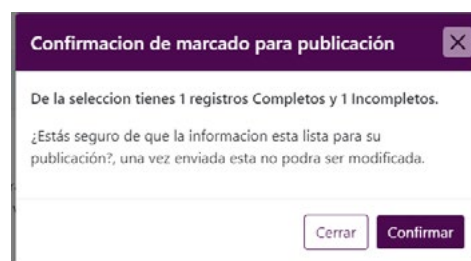 Confirmacion de marcado para publicación
De la seleccion tienes 1 registros Completos y 1 Incompletos.
¿Estás seguro de que la informacion esta lista para su
publicación?, una vez enviada esta no podra ser modificada.
Cerrar Confirmar